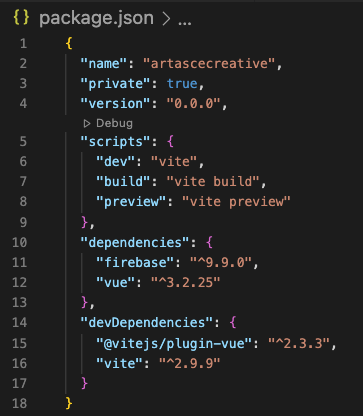 {} package.json > ...
1 {
2 "name": "artascecreative",
3 "private": true,
4 "version": "0.0.0",
▷ Debug
5 "scripts": {
6 "dev": "vite",
7 "build": "vite build",
8 "preview": "vite preview"
9 },
10 "dependencies": {
11 "firebase": "^9.9.0",
12 "vue": "^3.2.25"
13 },
14 "devDependencies": {
15 "@vitejs/plugin-vue": "^2.3.3",
16 "vite": "^2.9.9"
17 }
18 }